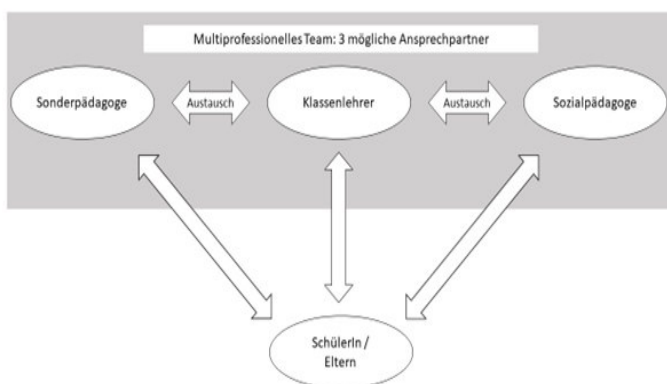 Multiprofessionelles Team: 3 mögliche Ansprechpartner
Sonderpädagoge
Austausch
Klassenlehrer
Austausch
Sozialpädagoge
SchülerIn /
Eltern